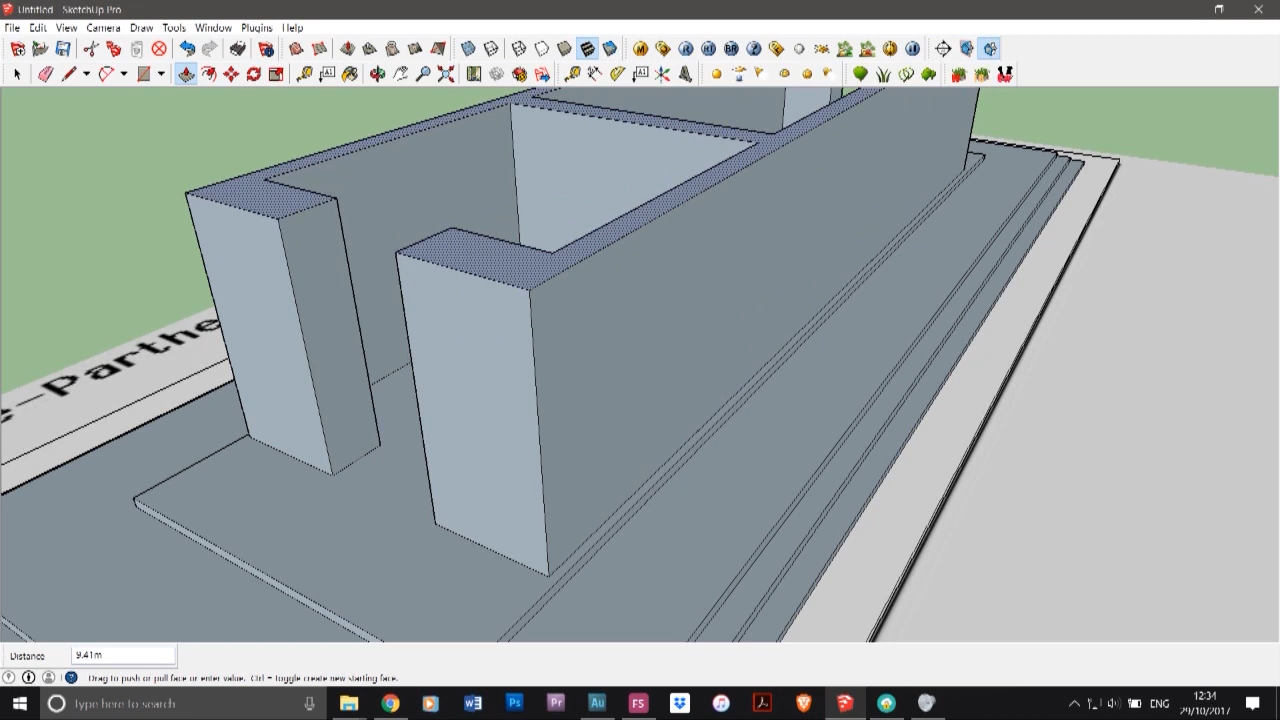 Untitled - SketchUp Pro
File Edit View Camera Draw Tools Window Plugins Help
Distance 9.41m
Drag to push or pull face or enter value. Ctrl = toggle create new starting face.
Type here to search
ENG
12:34
29/10/2017